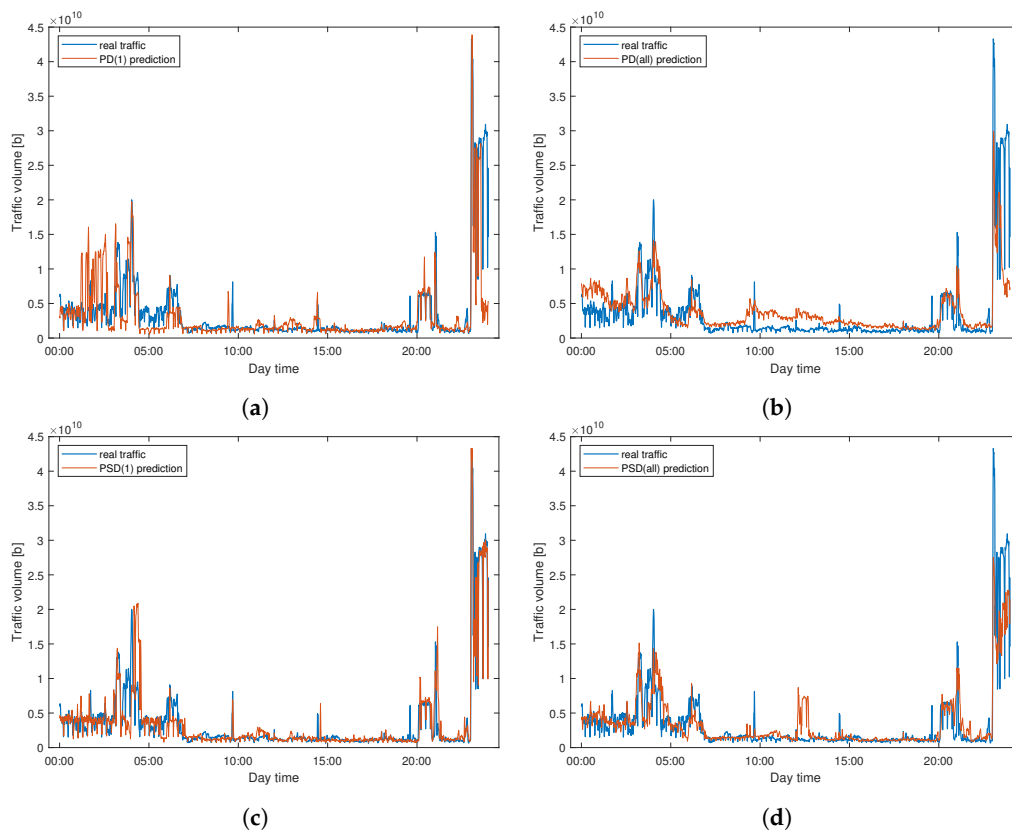 ×10^10
4.5
real traffic
PD(1) prediction
4
3.5
3
2.5
2
1.5
1
0.5
0
Traffic volume [b]
00:00 05:00 10:00 15:00 20:00
Day time
(a)
×10^10
4.5
real traffic
PD(all) prediction
4
3.5
3
2.5
2
1.5
1
0.5
0
Traffic volume [b]
00:00 05:00 10:00 15:00 20:00
Day time
(b)
×10^10
4.5
real traffic
PSD(1) prediction
4
3.5
3
2.5
2
1.5
1
0.5
0
Traffic volume [b]
00:00 05:00 10:00 15:00 20:00
Day time
(c)
×10^10
4.5
real traffic
PSD(all) prediction
4
3.5
3
2.5
2
1.5
1
0.5
0
Traffic volume [b]
00:00 05:00 10:00 15:00 20:00
Day time
(d)